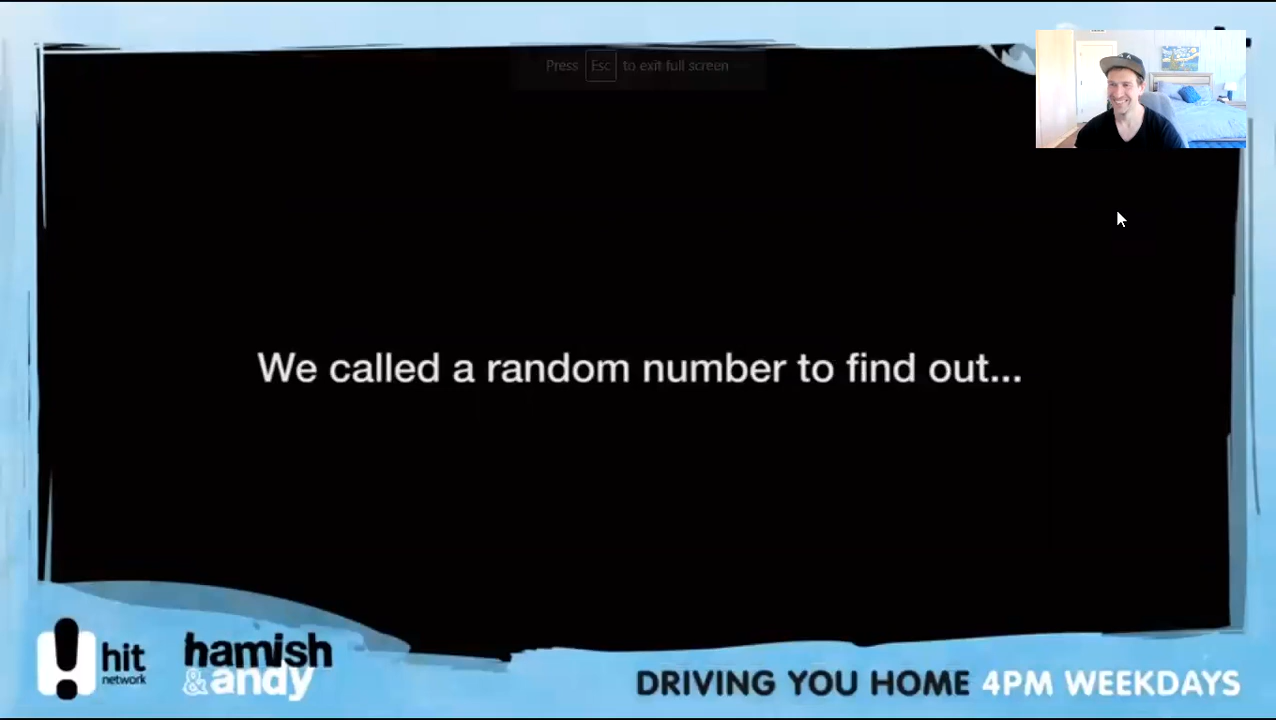 Press Esc to exit full screen
We called a random number to find out...
hit
network
hamish
&andy
DRIVING YOU HOME 4PM WEEKDAYS